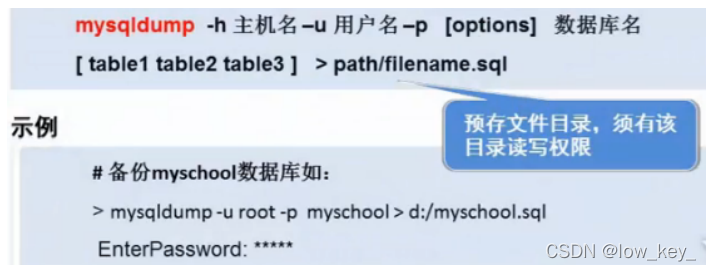 mysqldump -h 主机名 –u 用户名 –p [options] 数据库名
[ table1 table2 table3 ] > path/filename.sql
预存文件目录，须有该
目录读写权限
示例
# 备份myschool数据库如：
> mysqldump -u root -p myschool > d:/myschool.sql
EnterPassword: *****
CSDN @low_key_